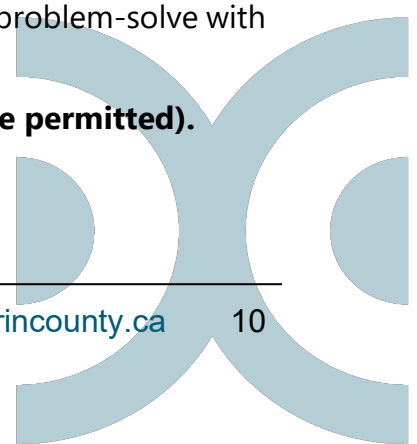 problem-solve with
e permitted).
rincounty.ca 10